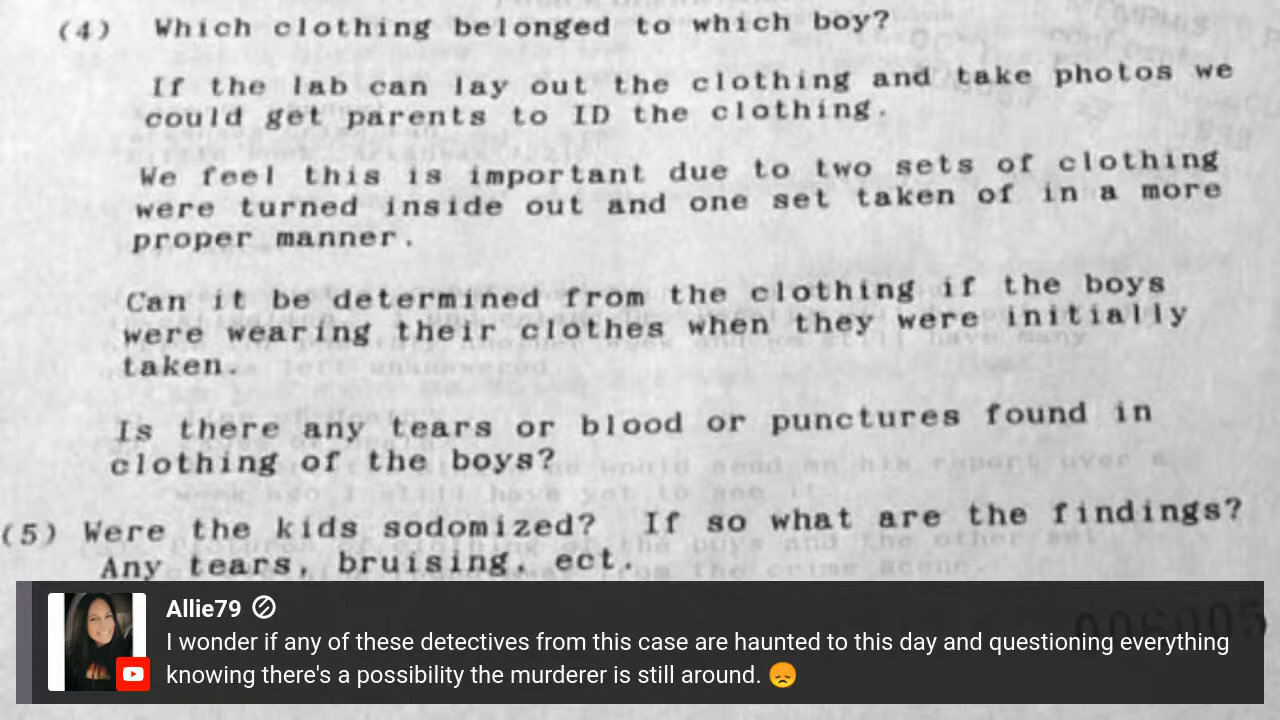 (4) Which clothing belonged to which boy?
If the lab can lay out the clothing and take photos we
could get parents to ID the clothing.
We feel this is important due to two sets of clothing
were turned inside out and one set taken of in a more
proper manner.
Can it be determined from the clothing if the boys
were wearing their clothes when they were initially
taken.
Is there any tears or blood or punctures found in
clothing of the boys?
(5) Were the kids sodomized? If so what are the findings?
Any tears, bruising, ect.
Allie79
I wonder if any of these detectives from this case are haunted to this day and questioning everything
knowing there's a possibility the murderer is still around. 😞